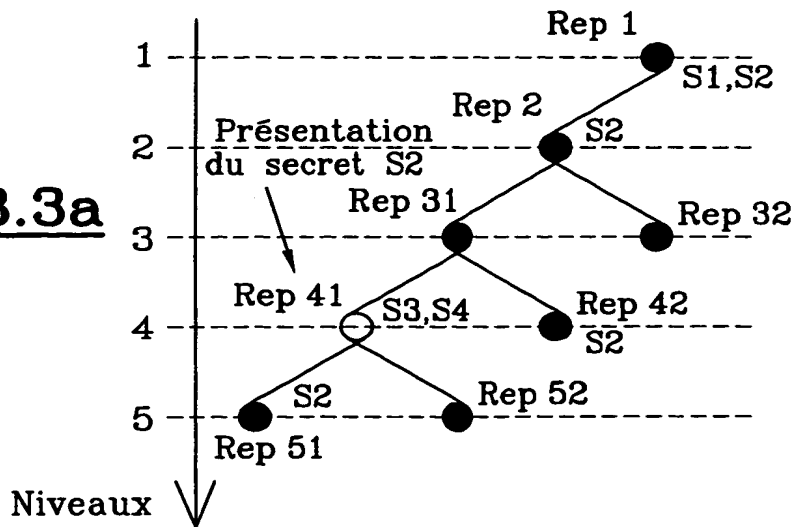 Rep 1
1
S1,S2
Rep 2
S2
2
Présentation
du secret S2
3.3a
Rep 31
Rep 32
3
Rep 41
S3,S4
Rep 42
4
S2
S2
Rep 52
5
Rep 51
Niveaux